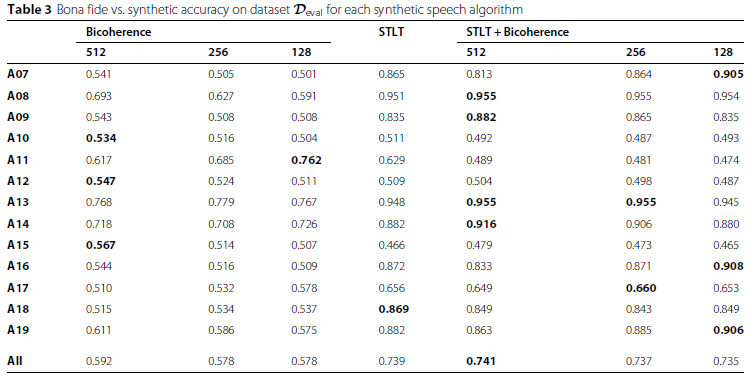 Table 3 Bona fide vs. synthetic accuracy on dataset 𝓓eval for each synthetic speech algorithm
Bicoherence STLT STLT + Bicoherence
512 256 128 512 256 128
A07 0.541 0.505 0.501 0.865 0.813 0.864 0.905
A08 0.693 0.627 0.591 0.951 0.955 0.955 0.954
A09 0.543 0.508 0.508 0.835 0.882 0.865 0.835
A10 0.534 0.516 0.504 0.511 0.492 0.487 0.493
A11 0.617 0.685 0.762 0.629 0.489 0.481 0.474
A12 0.547 0.524 0.511 0.509 0.504 0.498 0.487
A13 0.768 0.779 0.767 0.948 0.955 0.955 0.945
A14 0.718 0.708 0.726 0.882 0.916 0.906 0.880
A15 0.567 0.514 0.507 0.466 0.479 0.473 0.465
A16 0.544 0.516 0.509 0.872 0.833 0.871 0.908
A17 0.510 0.532 0.578 0.656 0.649 0.660 0.653
A18 0.515 0.534 0.537 0.869 0.849 0.843 0.849
A19 0.611 0.586 0.575 0.882 0.863 0.885 0.906
All 0.592 0.578 0.578 0.739 0.741 0.737 0.735